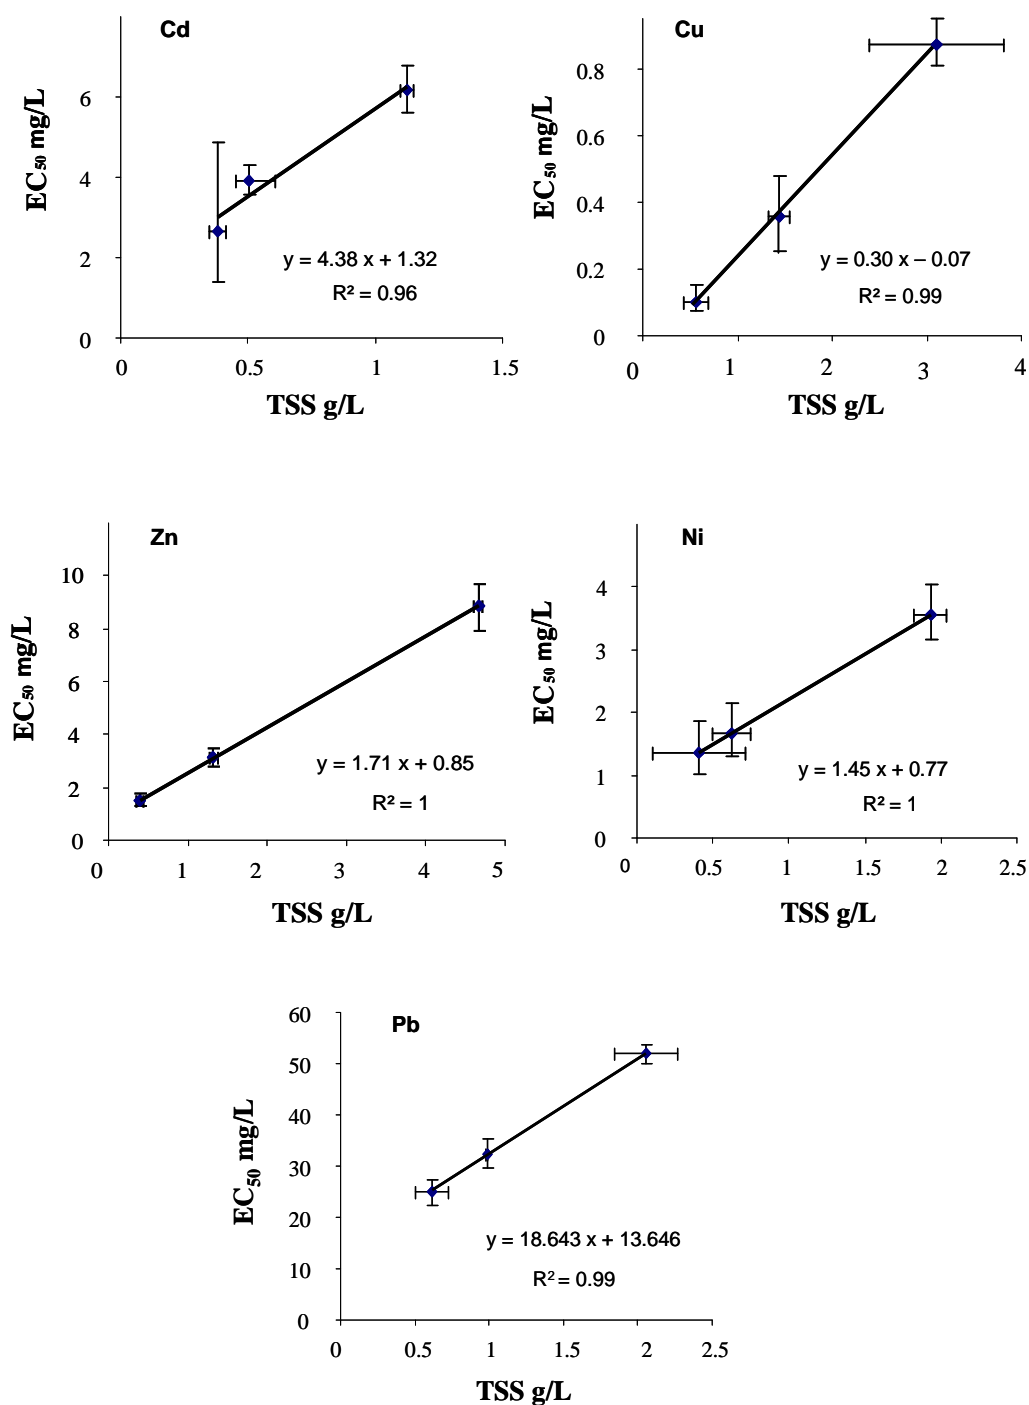 Cd
EC₅₀ mg/L
6
4
2
0
y = 4.38 x + 1.32
R² = 0.96
0 0.5 1 1.5
TSS g/L
Cu
EC₅₀ mg/L
0.8
0.6
0.4
0.2
0
y = 0.30 x – 0.07
R² = 0.99
0 1 2 3 4
TSS g/L
Zn
EC₅₀ mg/L
10
8
6
4
2
0
y = 1.71 x + 0.85
R² = 1
0 1 2 3 4 5
TSS g/L
Ni
EC₅₀ mg/L
4
3
2
1
0
y = 1.45 x + 0.77
R² = 1
0 0.5 1 1.5 2 2.5
TSS g/L
Pb
EC₅₀ mg/L
60
50
40
30
20
10
0
y = 18.643 x + 13.646
R² = 0.99
0 0.5 1 1.5 2 2.5
TSS g/L